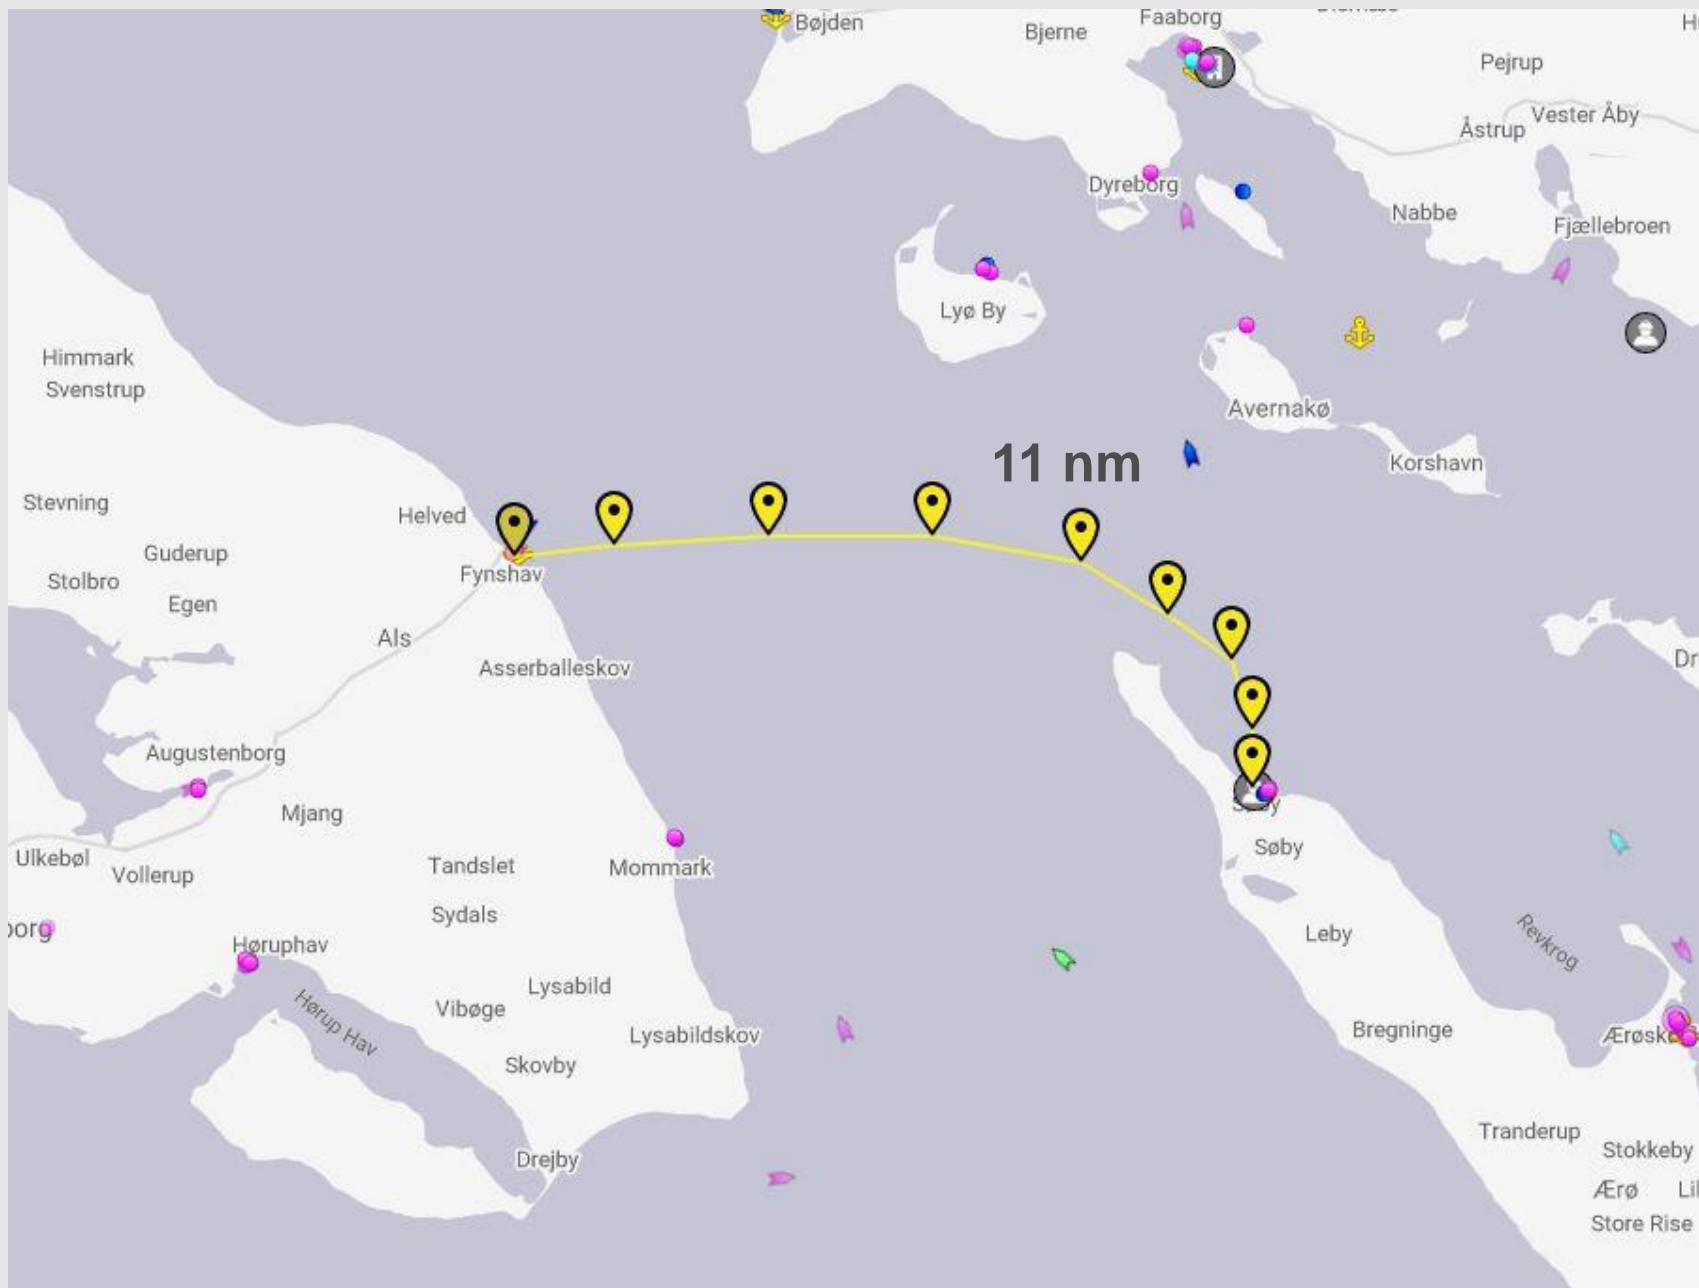 Bøjden
Bjerne
Faaborg
Pejrup
Vester Åby
Åstrup
Dyreborg
Nabbe
Fjællebroen
Lyø By
Himmark
Svenstrup
Avernakø
11 nm
Korshavn
Stevning
Helved
Guderup
Fynshav
Stolbro
Egen
Als
Asserballeskov
Augustenborg
Mjang
Søby
Ulkebøl
Vollerup
Tandslet
Mommark
Sydals
Leby
Revkrog
Høruphav
Hørup Hav
Lysabild
Vibøge
Lysabildskov
Bregninge
Skovby
Tranderup
Drejby
Stokkeby
Ærø
Store Rise